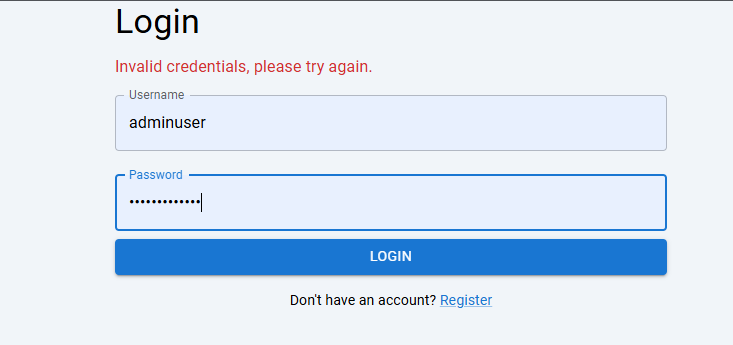 Login
Invalid credentials, please try again.
Username
adminuser
Password
•••••••••••••
LOGIN
Don't have an account? Register